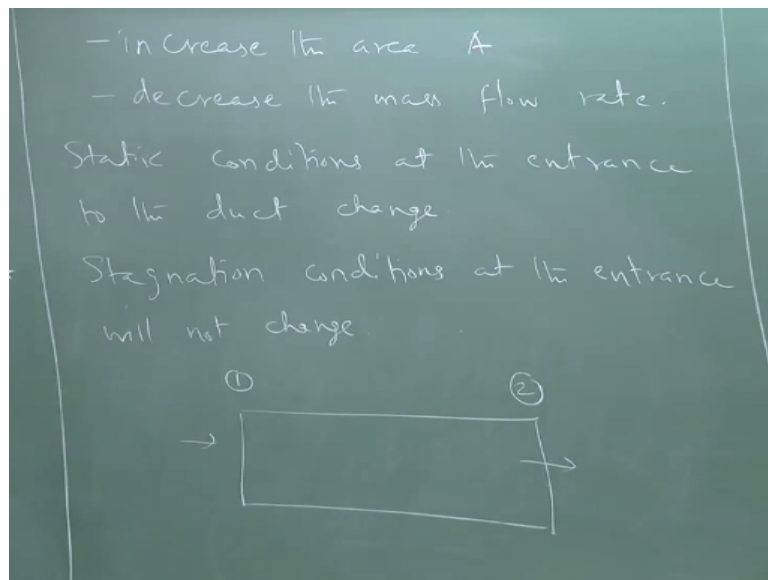 - increase the area A
- decrease the mass flow rate.
Static conditions at the entrance
to the duct change.
Stagnation conditions at the entrance
will not change.
① ②